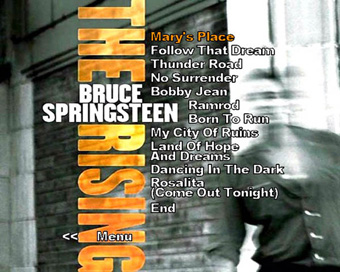 THE RISING
BRUCE
SPRINGSTEEN
Mary's Place
Follow That Dream
Thunder Road
No Surrender
Bobby Jean
Ramrod
Born To Run
My City Of Ruins
Land Of Hope
And Dreams
Dancing In The Dark
Rosalita
(Come Out Tonight)
End
<< Menu